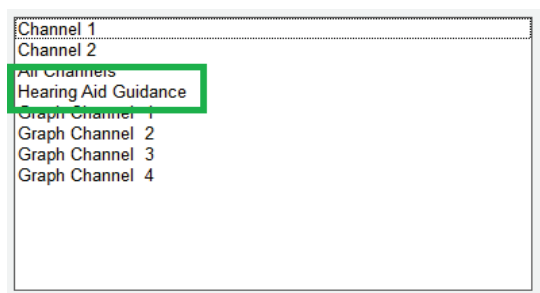 Channel 1
Channel 2
All Channels
Hearing Aid Guidance
Graph Channel 1
Graph Channel 2
Graph Channel 3
Graph Channel 4